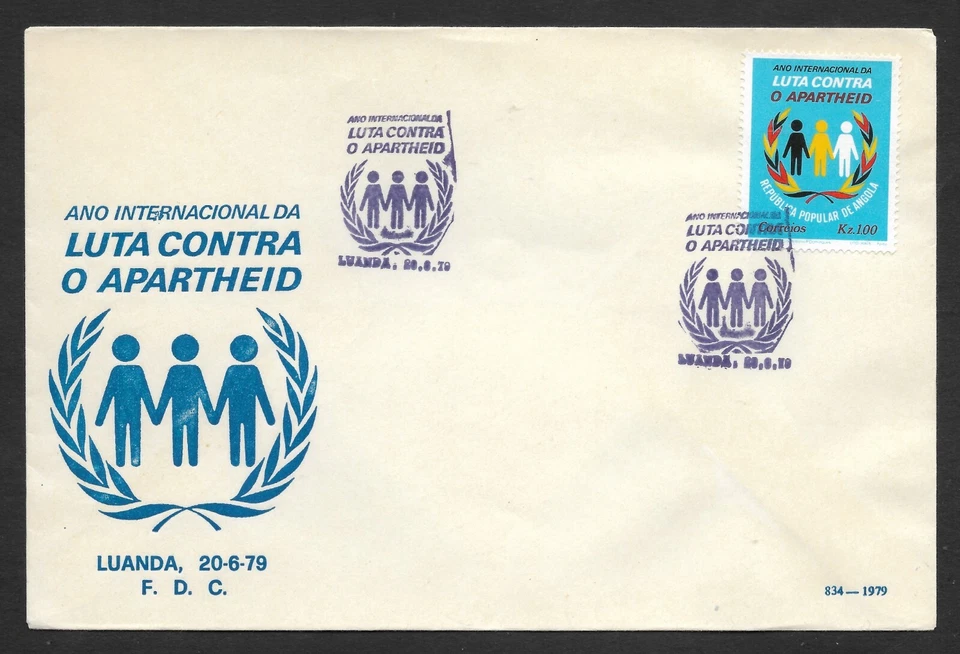 ANO INTERNACIONAL DA
LUTA CONTRA
O APARTHEID
LUANDA, 20-6-79
F. D. C.
ANO INTERNACIONAL DA
LUTA CONTRA
O APARTHEID
LUANDA, 20.6.79
ANO INTERNACIONAL DA
LUTA CONTRA
O APARTHEID
REPÚBLICA POPULAR DE ANGOLA
Correios Kz.1.00
ANO INTERNACIONAL DA
LUTA CONTRA
O APARTHEID
LUANDA, 20.6.79
834—1979